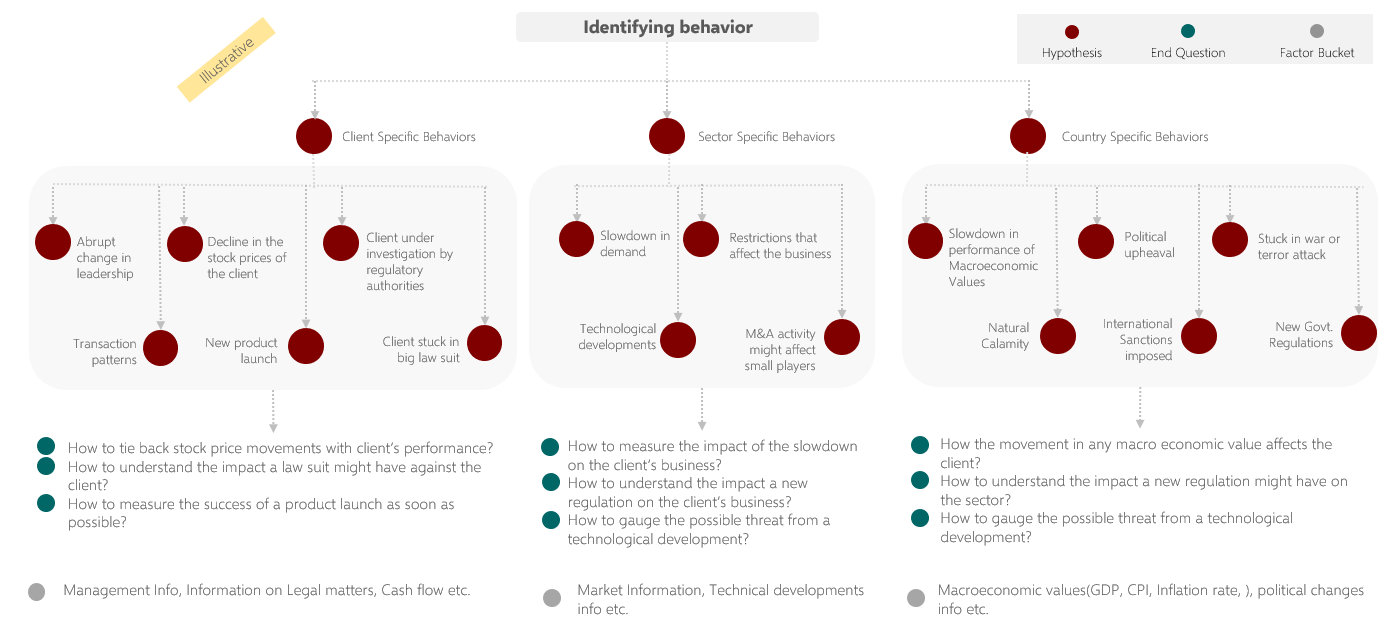 Identifying behavior
Illustrative
Hypothesis
End Question
Factor Bucket
Client Specific Behaviors
Sector Specific Behaviors
Country Specific Behaviors
Abrupt
change in
leadership
Decline in the
stock prices of
the client
Client under
investigation by
regulatory
authorities
Transaction
patterns
New product
launch
Client stuck in
big law suit
Slowdown in
demand
Restrictions that
affect the business
Technological
developments
M&A activity
might affect
small players
Slowdown in
performance of
Macroeconomic
Values
Political
upheaval
Stuck in war or
terror attack
Natural
Calamity
International
Sanctions
imposed
New Govt.
Regulations
How to tie back stock price movements with client's performance?
How to understand the impact a law suit might have against the
client?
How to measure the success of a product launch as soon as
possible?
How to measure the impact of the slowdown
on the client's business?
How to understand the impact a new
regulation on the client's business?
How to gauge the possible threat from a
technological development?
How the movement in any macro economic value affects the
client?
How to understand the impact a new regulation might have on
the sector?
How to gauge the possible threat from a technological
development?
Management Info, Information on Legal matters, Cash flow etc.
Market Information, Technical developments
info etc.
Macroeconomic values(GDP, CPI, Inflation rate, ), political changes
info etc.